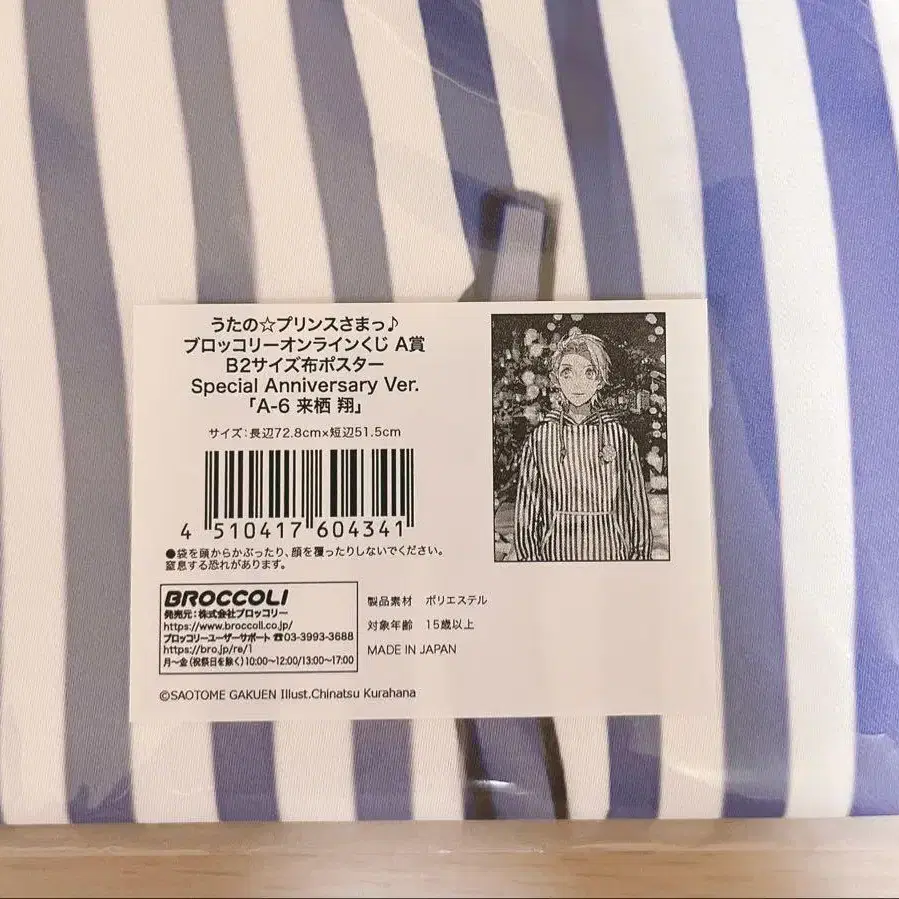 うたの☆プリンスさまっ♪
ブロッコリーオンラインくじ A賞
B2サイズ布ポスター
Special Anniversary Ver.
「A-6 来栖 翔」
サイズ：長辺72.8cm×短辺51.5cm
4 510417 604341
●袋を頭からかぶったり、顔を覆ったりしないでください。
窒息する恐れがあります。
BROCCOLI
発売元：株式会社ブロッコリー
https://www.broccoli.co.jp/
ブロッコリーユーザーサポート ☎03-3993-3688
https://bro.jp/re/1
月～金（祝祭日を除く）10:00～12:00/13:00～17:00
製品素材 ポリエステル
対象年齢 15歳以上
MADE IN JAPAN
©SAOTOME GAKUEN Illust.Chinatsu Kurahana